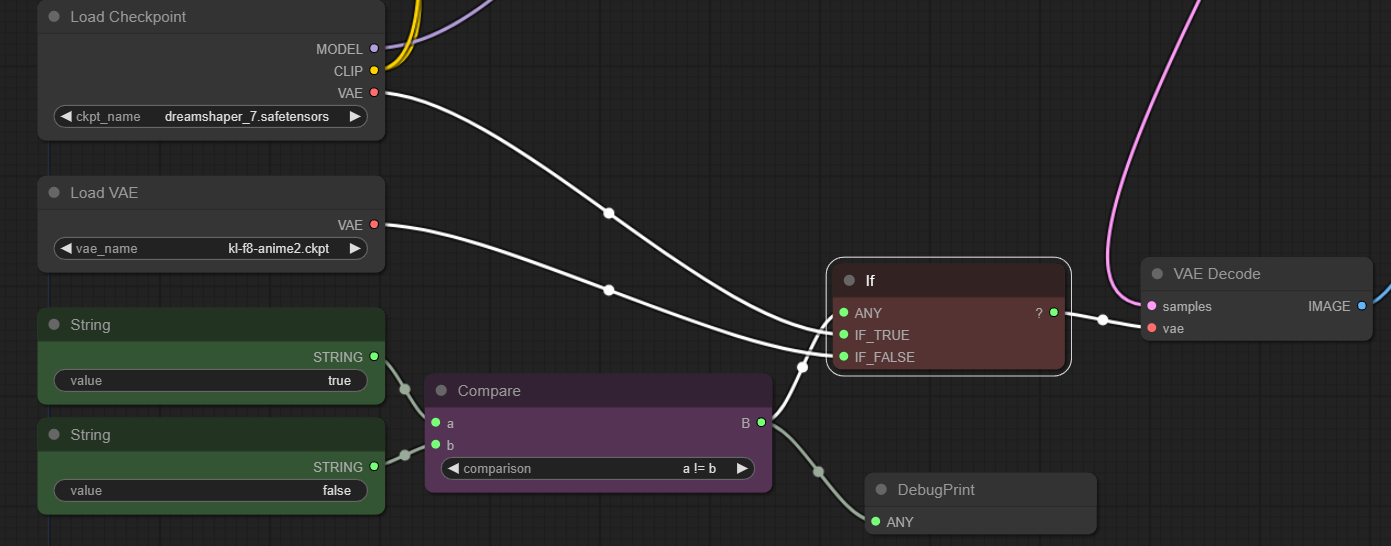 Load Checkpoint
MODEL
CLIP
VAE
ckpt_name dreamshaper_7.safetensors
Load VAE
VAE
vae_name kl-f8-anime2.ckpt
String
STRING
value true
String
STRING
value false
Compare
a B
b
comparison a != b
If
ANY ?
IF_TRUE
IF_FALSE
DebugPrint
ANY
VAE Decode
samples IMAGE
vae